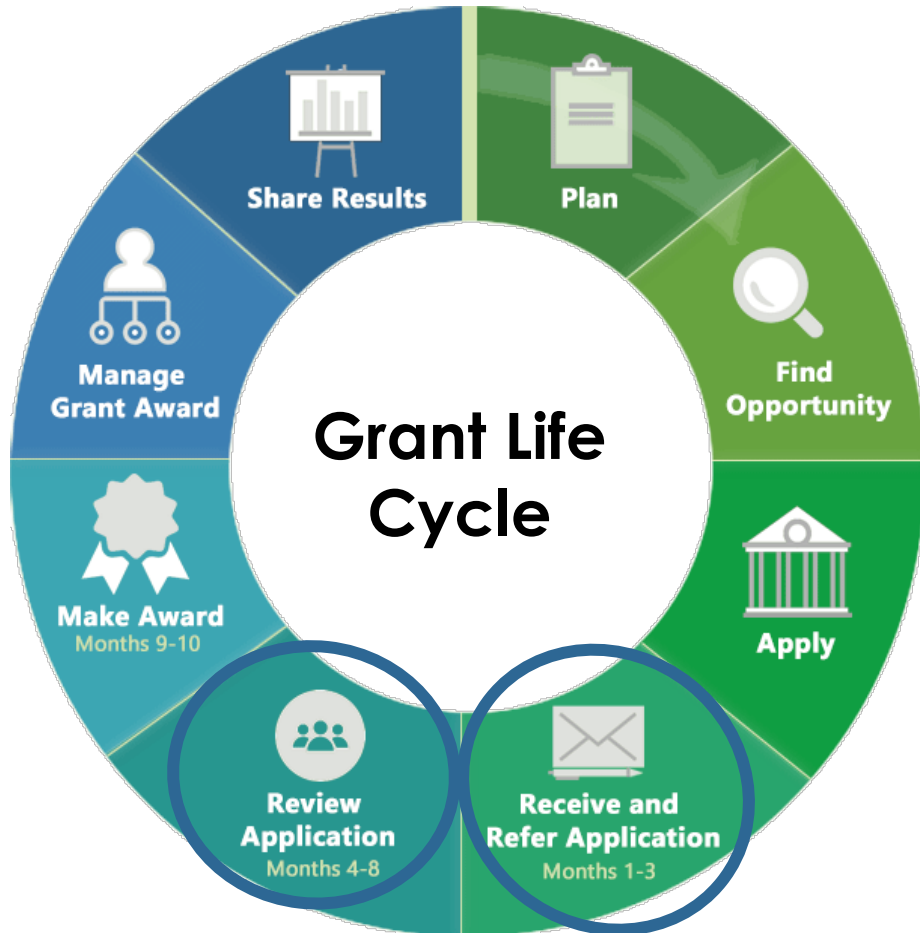 Grant Life
Cycle
Plan
Find
Opportunity
Apply
Receive and
Refer Application
Months 1-3
Review
Application
Months 4-8
Make Award
Months 9-10
Manage
Grant Award
Share Results